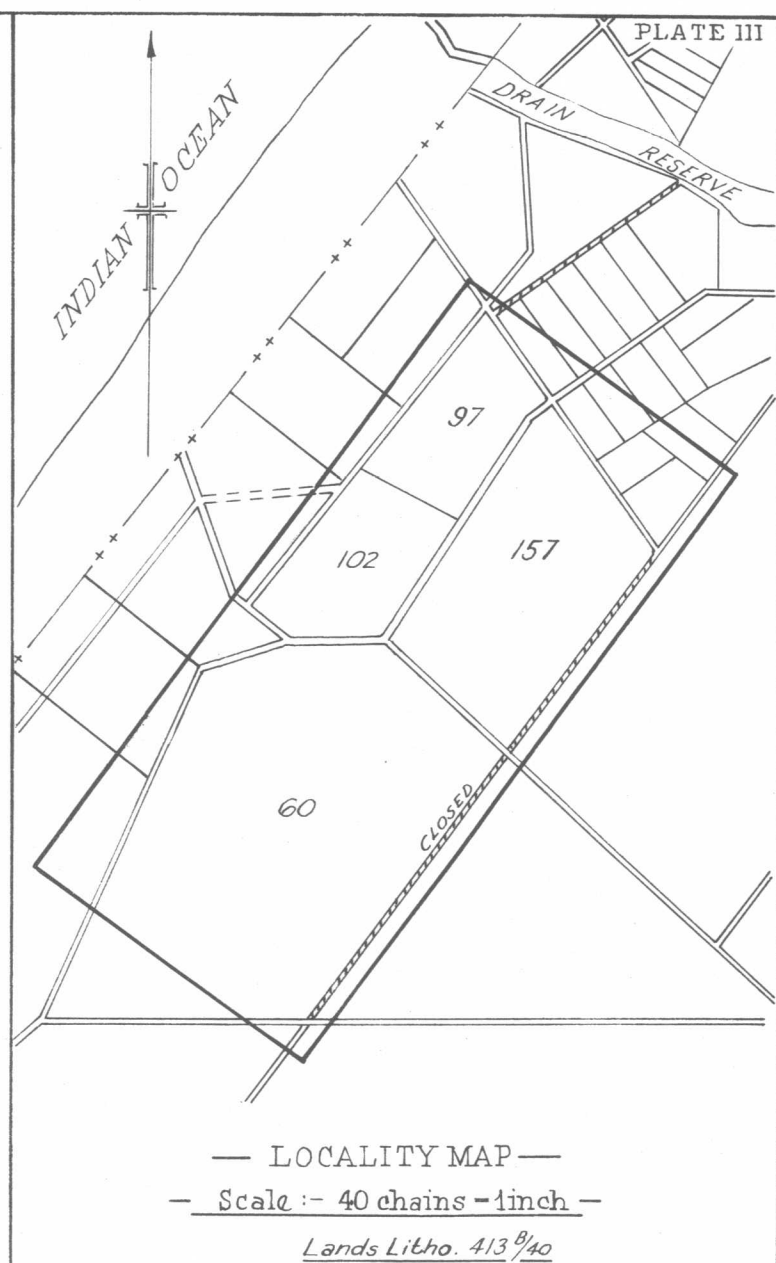 PLATE III
INDIAN OCEAN
DRAIN RESERVE
97
102
157
60
CLOSED
— LOCALITY MAP —
— Scale :- 40 chains = 1inch —
Lands Litho. 413 B/40